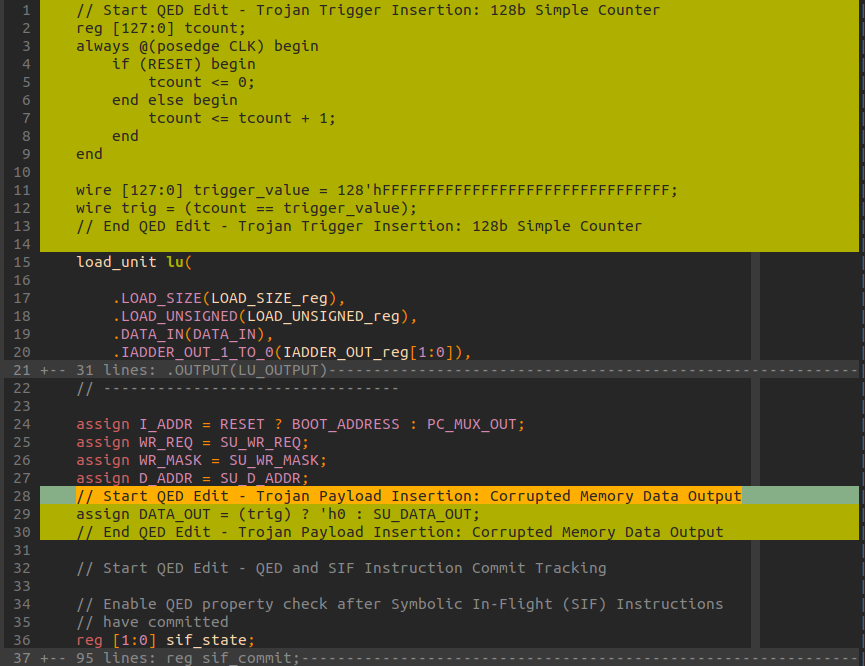 1 // Start QED Edit - Trojan Trigger Insertion: 128b Simple Counter
2 reg [127:0] tcount;
3 always @(posedge CLK) begin
4 if (RESET) begin
5 tcount <= 0;
6 end else begin
7 tcount <= tcount + 1;
8 end
9 end
10
11 wire [127:0] trigger_value = 128'hFFFFFFFFFFFFFFFFFFFFFFFFFFFFFFFF;
12 wire trig = (tcount == trigger_value);
13 // End QED Edit - Trojan Trigger Insertion: 128b Simple Counter
14
15 load_unit lu(
16
17 .LOAD_SIZE(LOAD_SIZE_reg),
18 .LOAD_UNSIGNED(LOAD_UNSIGNED_reg),
19 .DATA_IN(DATA_IN),
20 .IADDER_OUT_1_TO_0(IADDER_OUT_reg[1:0]),
21 +-- 31 lines: .OUTPUT(LU_OUTPUT)-----------------------------------------------------------
22 // ---------------------------------
23
24 assign I_ADDR = RESET ? BOOT_ADDRESS : PC_MUX_OUT;
25 assign WR_REQ = SU_WR_REQ;
26 assign WR_MASK = SU_WR_MASK;
27 assign D_ADDR = SU_D_ADDR;
28 // Start QED Edit - Trojan Payload Insertion: Corrupted Memory Data Output
29 assign DATA_OUT = (trig) ? 'h0 : SU_DATA_OUT;
30 // End QED Edit - Trojan Payload Insertion: Corrupted Memory Data Output
31
32 // Start QED Edit - QED and SIF Instruction Commit Tracking
33
34 // Enable QED property check after Symbolic In-Flight (SIF) Instructions
35 // have committed
36 reg [1:0] sif_state;
37 +-- 95 lines: reg sif_commit;--------------------------------------------------------------